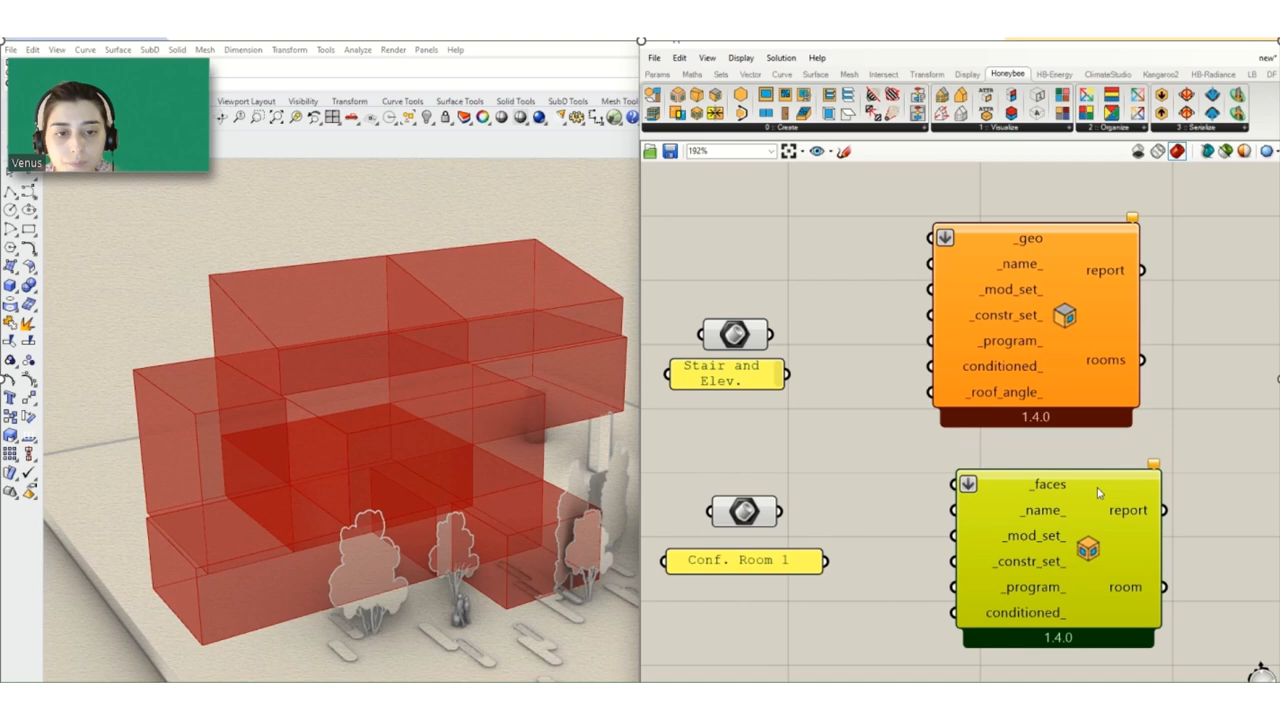 File Edit View Curve Surface SubD Solid Mesh Dimension Transform Tools Analyze Render Panels Help
Viewport Layout Visibility Transform Curve Tools Surface Tools Solid Tools SubD Tools Mesh Tool
Venus
File Edit View Display Solution Help
new*
Params Maths Sets Vector Curve Surface Mesh Intersect Transform Display Honeybee HB-Energy ClimateStudio Kangaroo2 HB-Radiance LB DF
0 :: Create
1 :: Visualize
2 :: Organize
3 :: Serialize
192%
Stair and
Elev.
Conf. Room 1
_geo
_name_
_mod_set_
_constr_set_
_program_
conditioned_
_roof_angle_
report
rooms
1.4.0
_faces
_name_
_mod_set_
_constr_set_
_program_
conditioned_
report
room
1.4.0